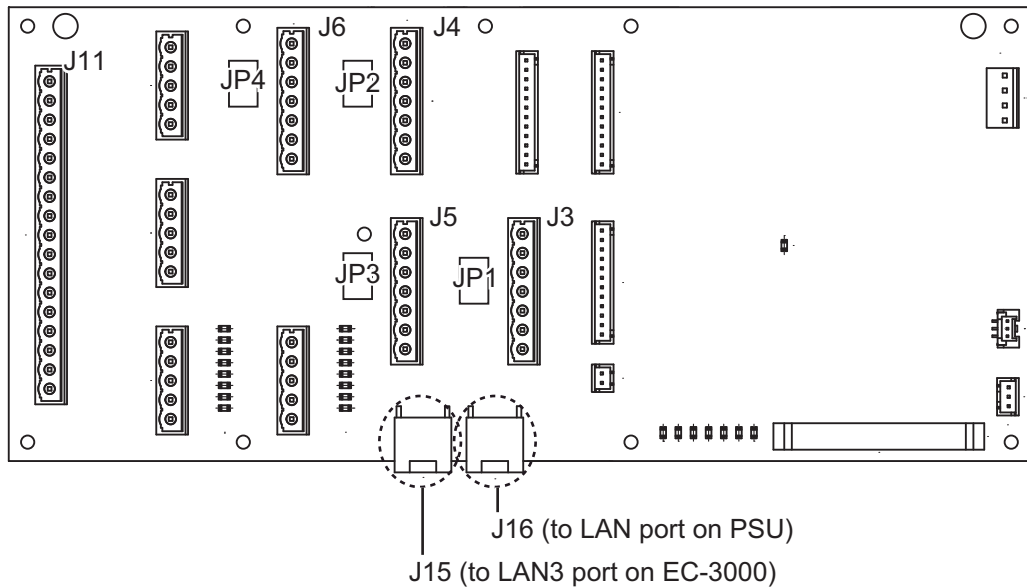 J6
J4
J11
JP4
JP2
J5
J3
JP3
JP1
J16 (to LAN port on PSU)
J15 (to LAN3 port on EC-3000)